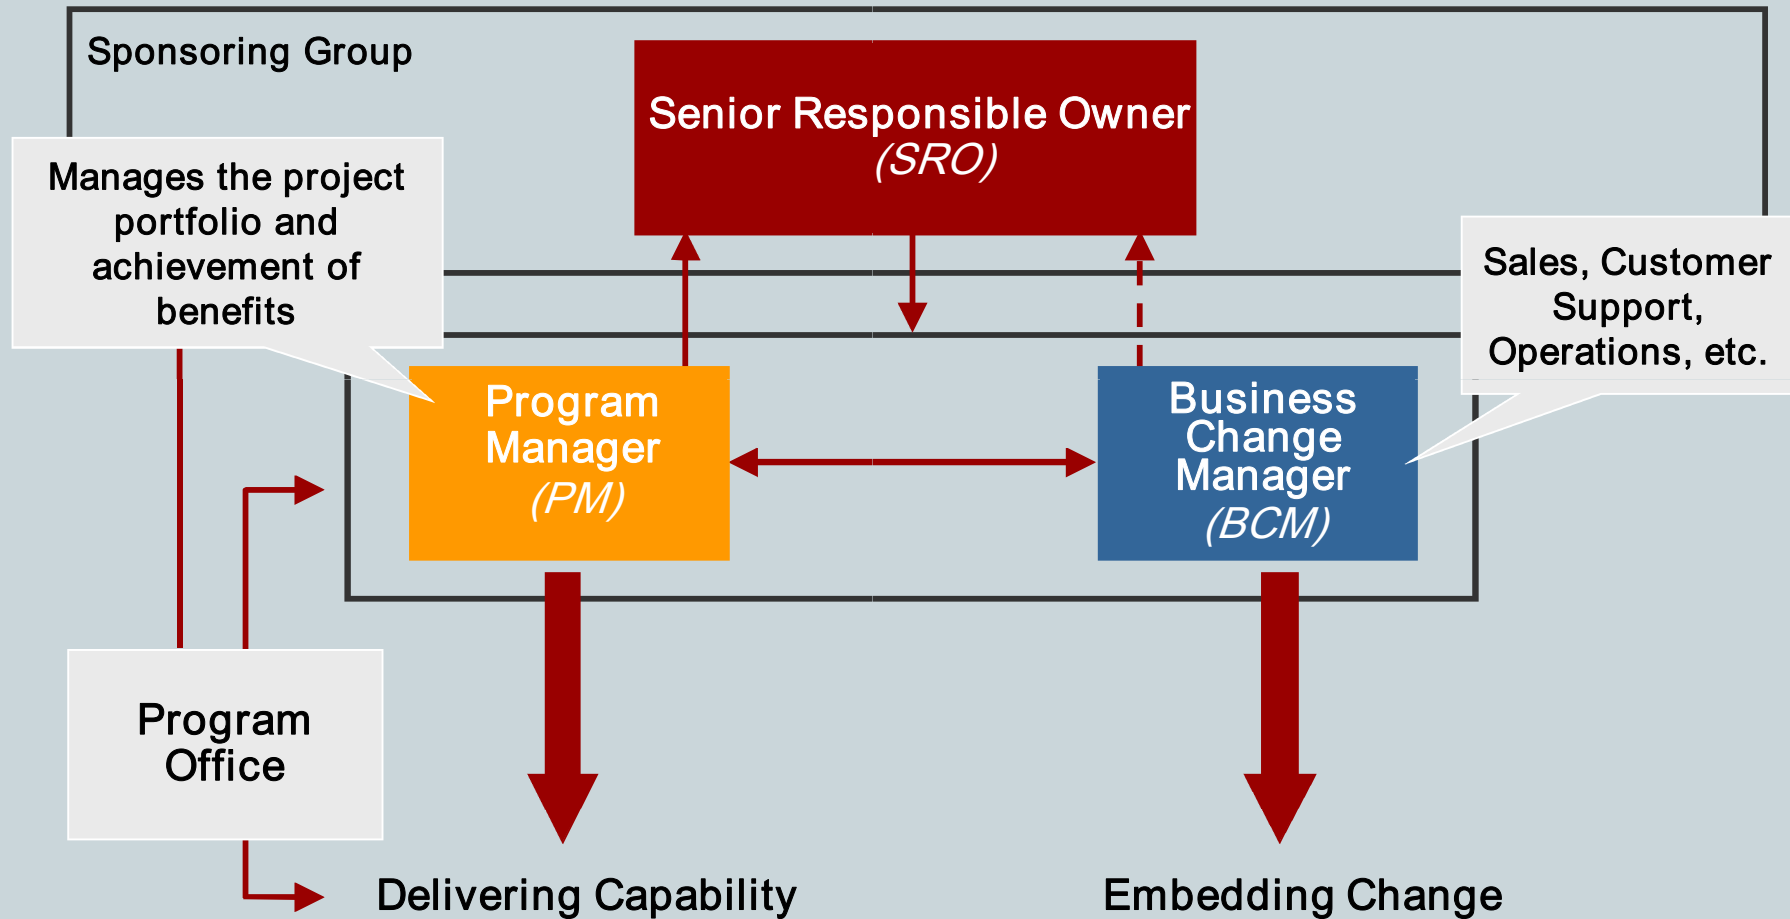 Sponsoring Group
Senior Responsible Owner
(SRO)
Manages the project
portfolio and
achievement of
benefits
Sales, Customer
Support,
Operations, etc.
Program
Manager
(PM)
Business
Change
Manager
(BCM)
Program
Office
Delivering Capability
Embedding Change